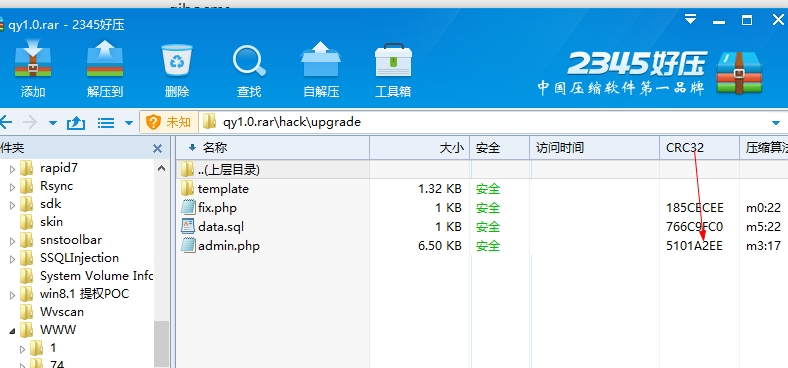 qy1.0.rar - 2345好压
添加 解压到 删除 查找 自解压 工具箱
2345好压
中国压缩软件第一品牌
未知 qy1.0.rar\hack\upgrade
件夹
rapid7
Rsync
sdk
skin
snstoolbar
SSQLInjection
System Volume Info
win8.1 提权POC
Wvscan
WWW
1
74
名称 大小 安全 访问时间 CRC32 压缩算法
..(上层目录)
template 1.32 KB 安全
fix.php 1 KB 安全 185CECEE m0:22
data.sql 1 KB 安全 766C9FC0 m5:22
admin.php 6.50 KB 安全 5101A2EE m3:17